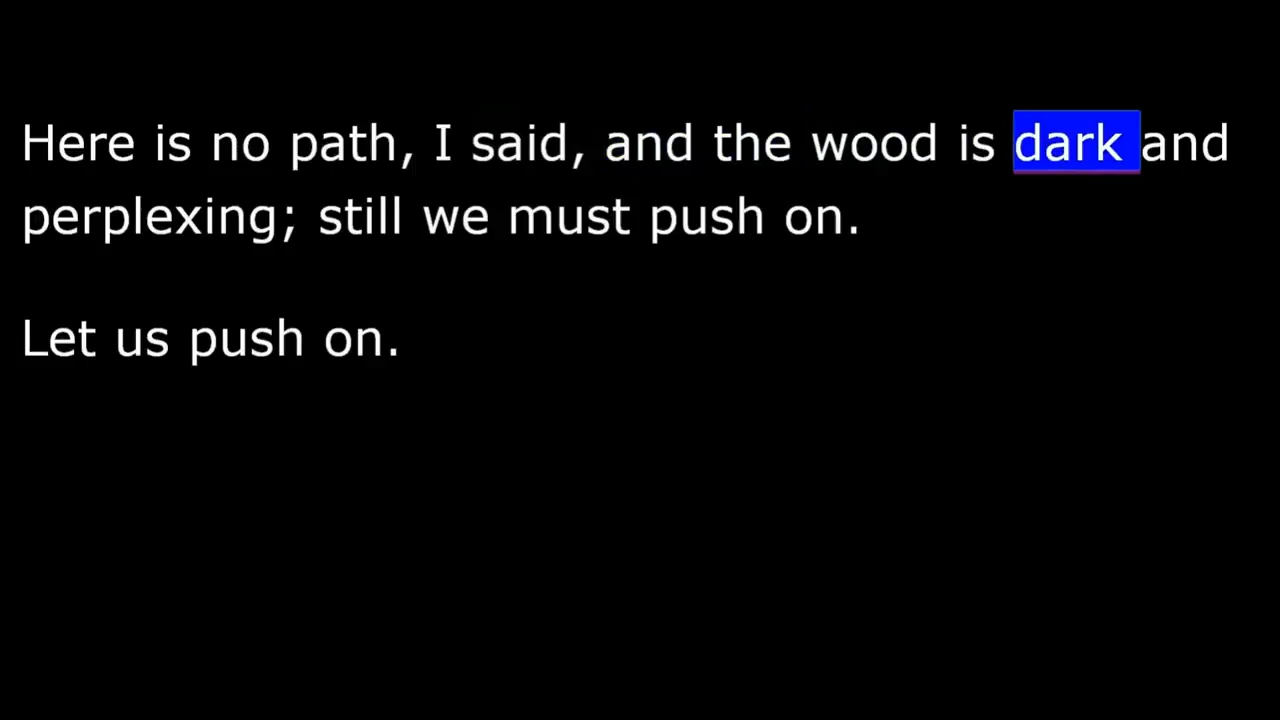 Here is no path, I said, and the wood is dark and
perplexing; still we must push on.
Let us push on.